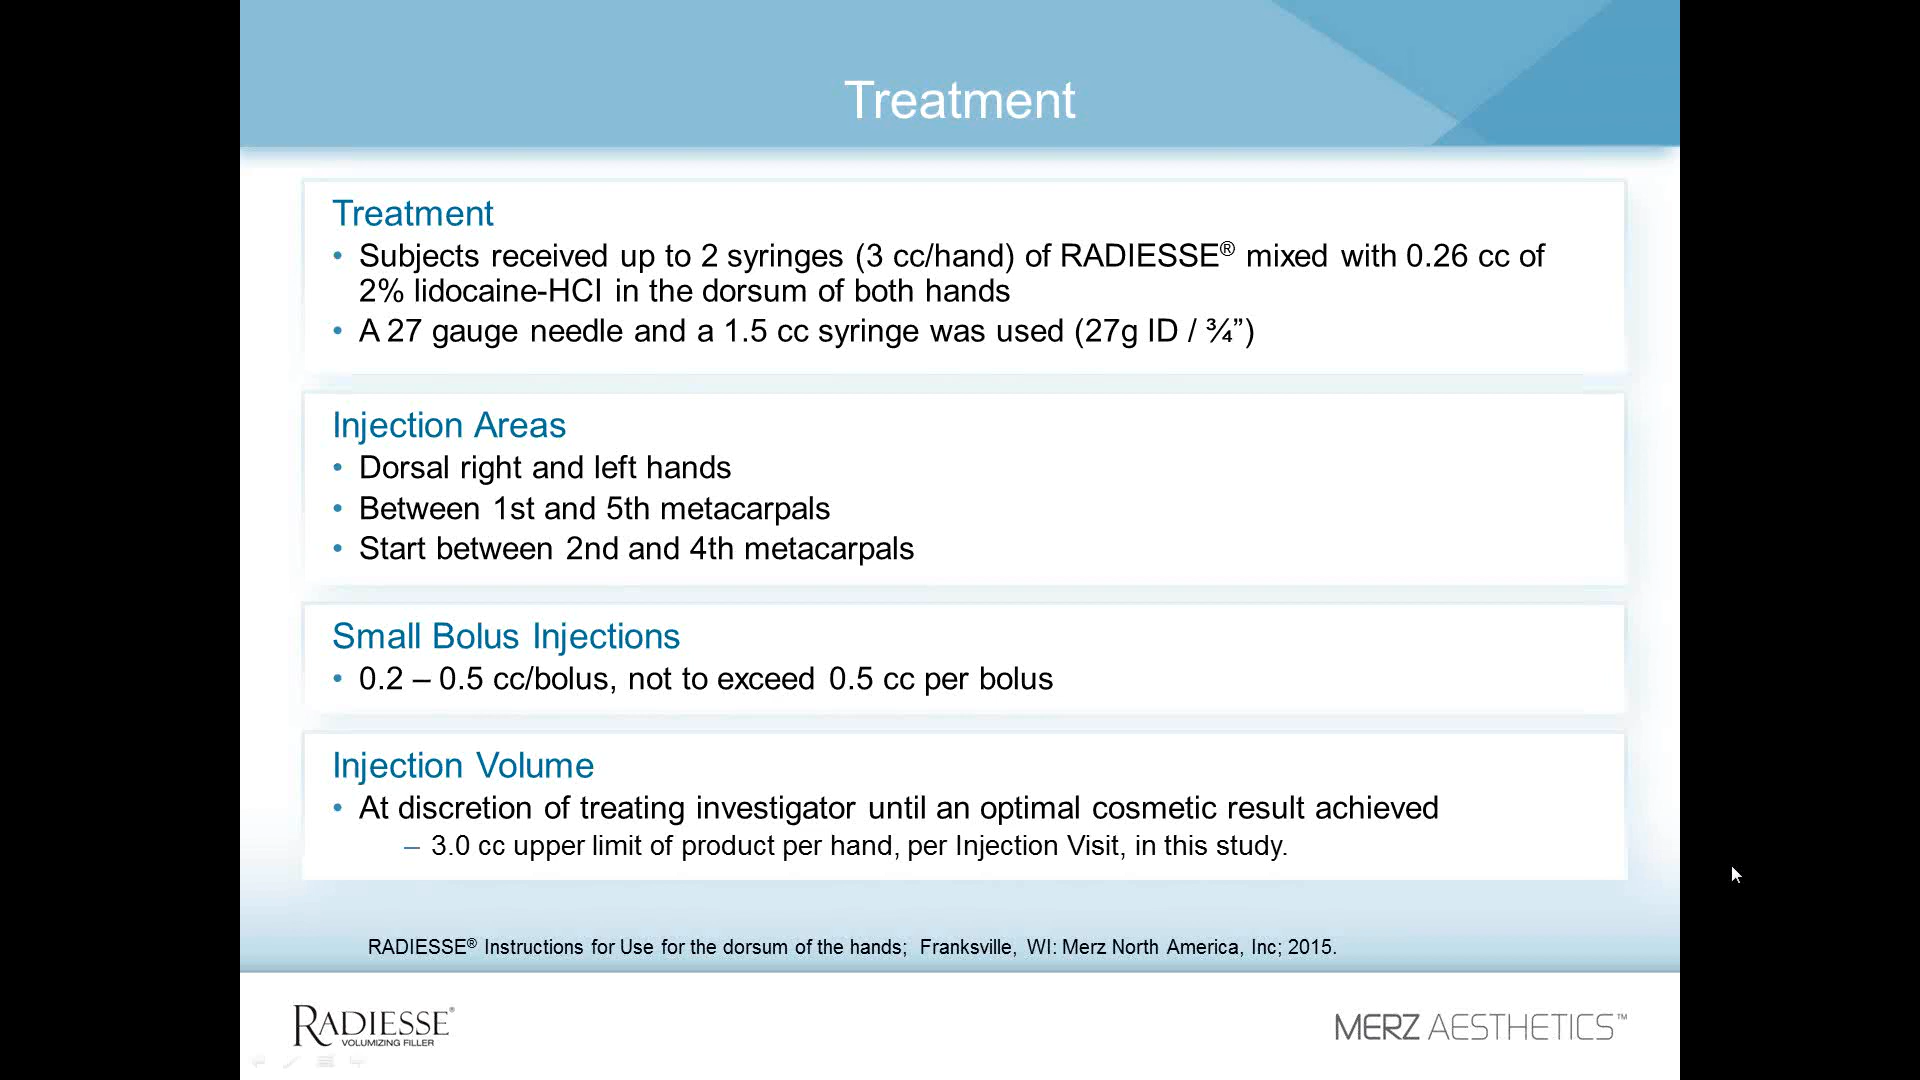 Treatment
Treatment
• Subjects received up to 2 syringes (3 cc/hand) of RADIESSE® mixed with 0.26 cc of
2% lidocaine-HCl in the dorsum of both hands
• A 27 gauge needle and a 1.5 cc syringe was used (27g ID / ¾”)
Injection Areas
• Dorsal right and left hands
• Between 1st and 5th metacarpals
• Start between 2nd and 4th metacarpals
Small Bolus Injections
• 0.2 – 0.5 cc/bolus, not to exceed 0.5 cc per bolus
Injection Volume
• At discretion of treating investigator until an optimal cosmetic result achieved
– 3.0 cc upper limit of product per hand, per Injection Visit, in this study.
RADIESSE® Instructions for Use for the dorsum of the hands; Franksville, WI: Merz North America, Inc; 2015.
RADIESSE®
VOLUMIZING FILLER
MERZ AESTHETICS™